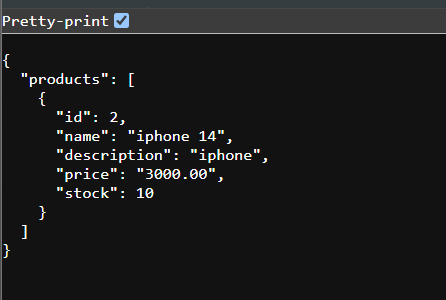 Pretty-print
{
  "products": [
    {
      "id": 2,
      "name": "iphone 14",
      "description": "iphone",
      "price": "3000.00",
      "stock": 10
    }
  ]
}